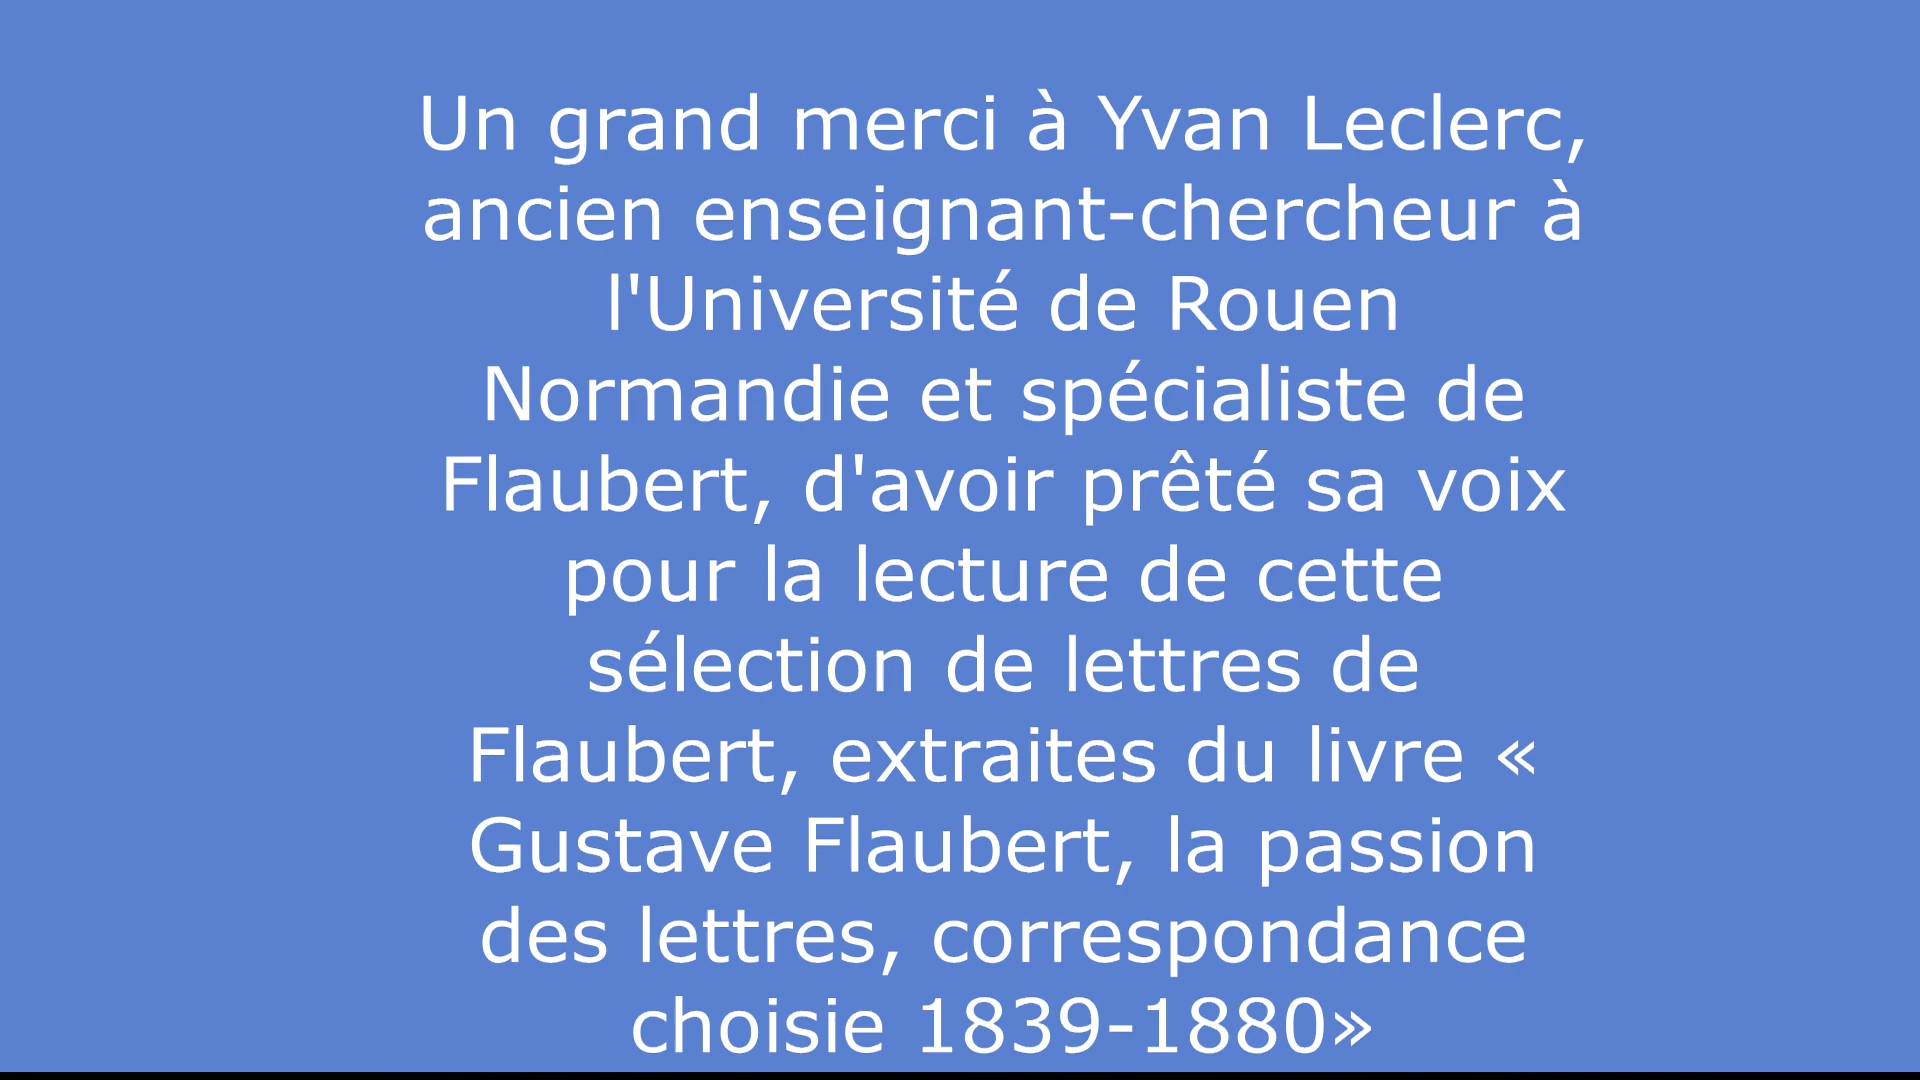 Un grand merci à Yvan Leclerc,
ancien enseignant-chercheur à
l'Université de Rouen
Normandie et spécialiste de
Flaubert, d'avoir prêté sa voix
pour la lecture de cette
sélection de lettres de
Flaubert, extraites du livre «
Gustave Flaubert, la passion
des lettres, correspondance
choisie 1839-1880»